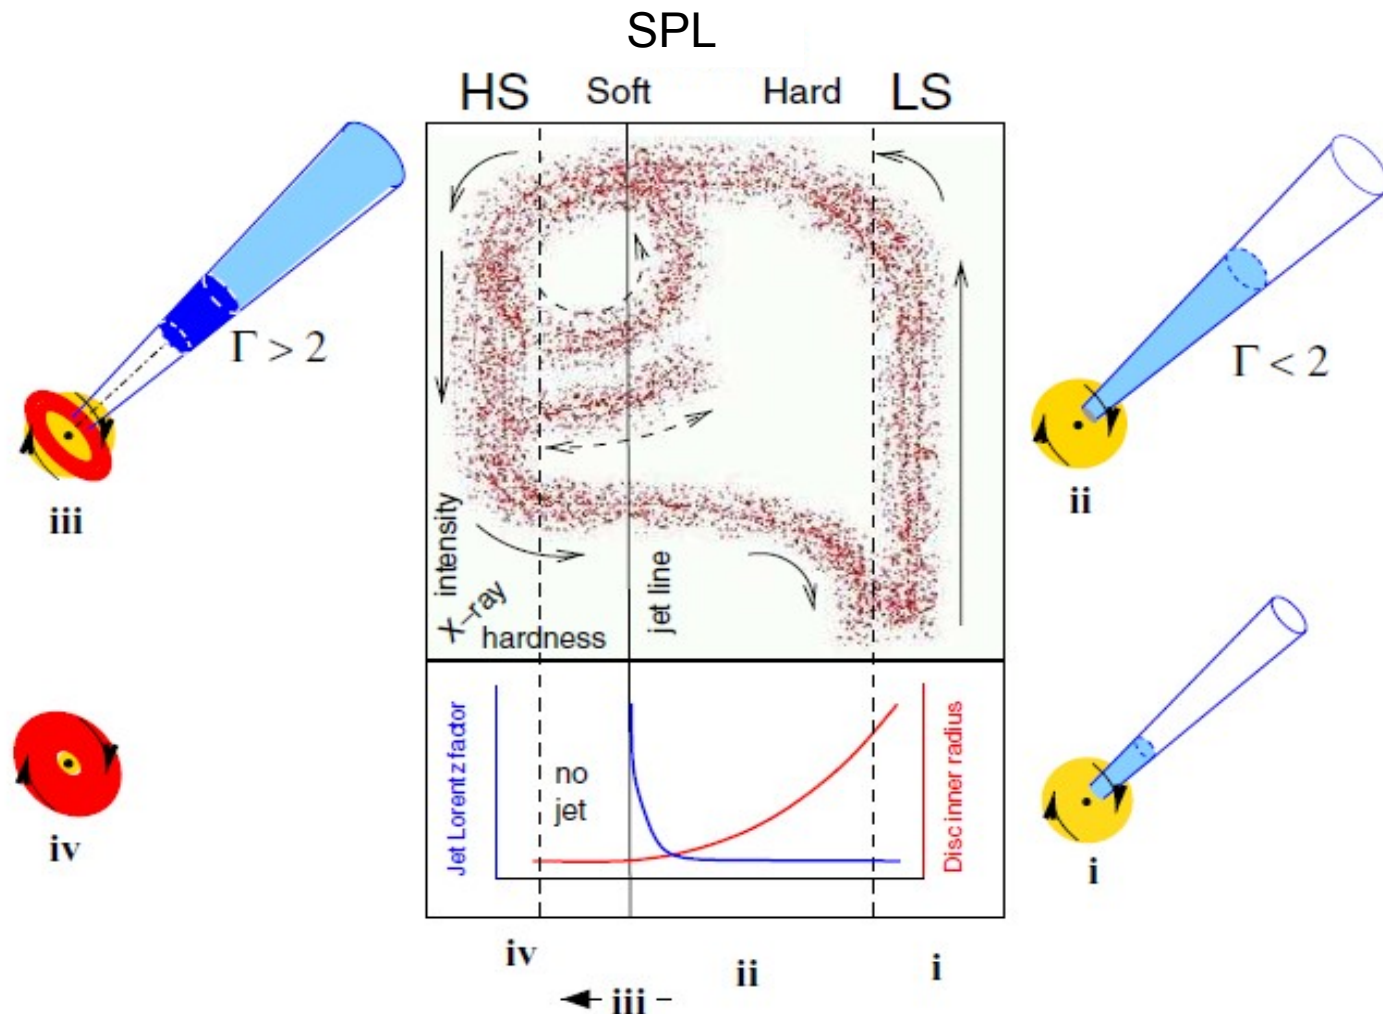 SPL
HS Soft Hard LS
Γ > 2
Γ < 2
iii
ii
intensity
X-ray
hardness
jet line
Jet Lorentz factor
no
jet
Disc inner radius
iv
i
iv
ii
i
iii